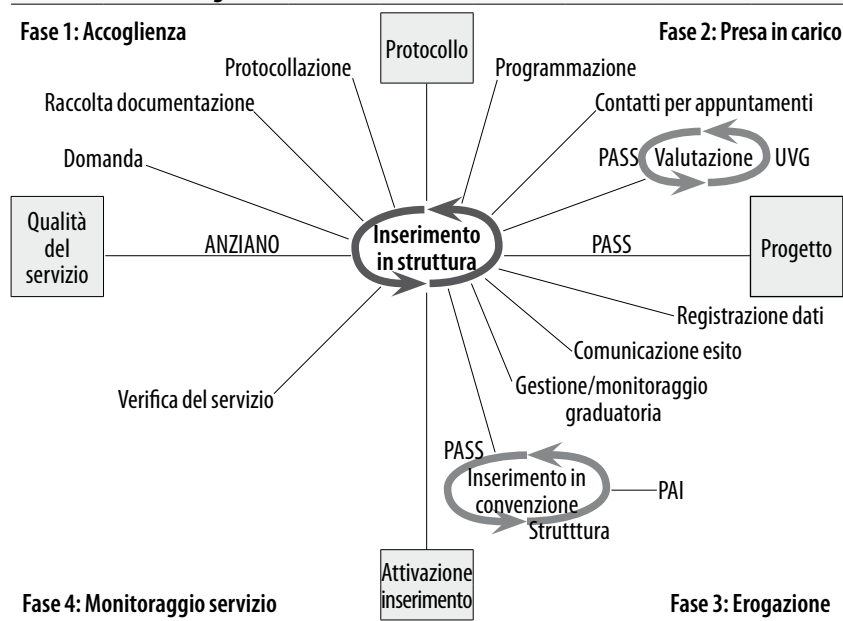 Fase 1: Accoglienza
Protocollo
Fase 2: Presa in carico
Protocollazione
Programmazione
Raccolta documentazione
Contatti per appuntamenti
Domanda
PASS
Valutazione
UVG
Qualità
del
servizio
ANZIANO
Inserimento
in struttura
PASS
Progetto
Registrazione dati
Comunicazione esito
Gestione/monitoraggio
graduatoria
Verifica del servizio
PASS
Inserimento in
convenzione
PAI
Strutttura
Attivazione
inserimento
Fase 4: Monitoraggio servizio
Fase 3: Erogazione